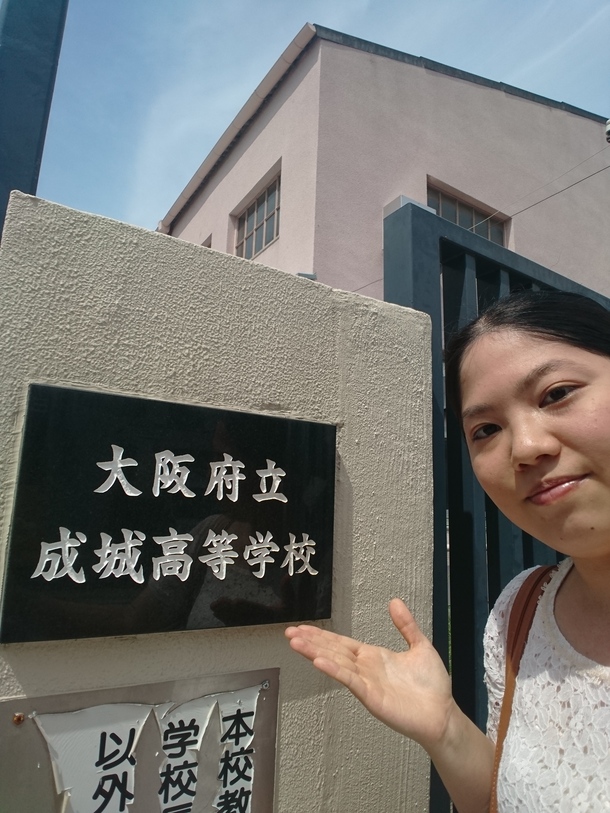 大阪府立
成城高等学校
本校教
学校
以外